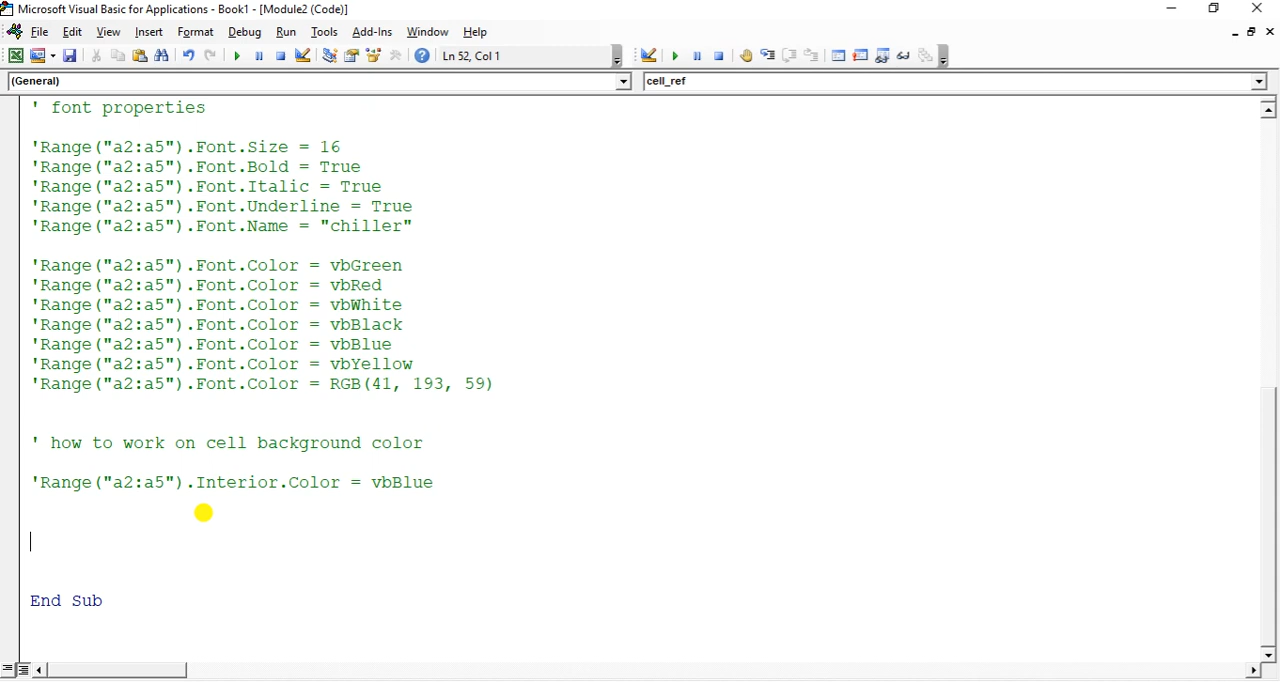 Microsoft Visual Basic for Applications - Book1 - [Module2 (Code)]
File Edit View Insert Format Debug Run Tools Add-Ins Window Help
Ln 52, Col 1
(General) cell_ref
' font properties
'Range("a2:a5").Font.Size = 16
'Range("a2:a5").Font.Bold = True
'Range("a2:a5").Font.Italic = True
'Range("a2:a5").Font.Underline = True
'Range("a2:a5").Font.Name = "chiller"
'Range("a2:a5").Font.Color = vbGreen
'Range("a2:a5").Font.Color = vbRed
'Range("a2:a5").Font.Color = vbWhite
'Range("a2:a5").Font.Color = vbBlack
'Range("a2:a5").Font.Color = vbBlue
'Range("a2:a5").Font.Color = vbYellow
'Range("a2:a5").Font.Color = RGB(41, 193, 59)
' how to work on cell background color
'Range("a2:a5").Interior.Color = vbBlue
End Sub